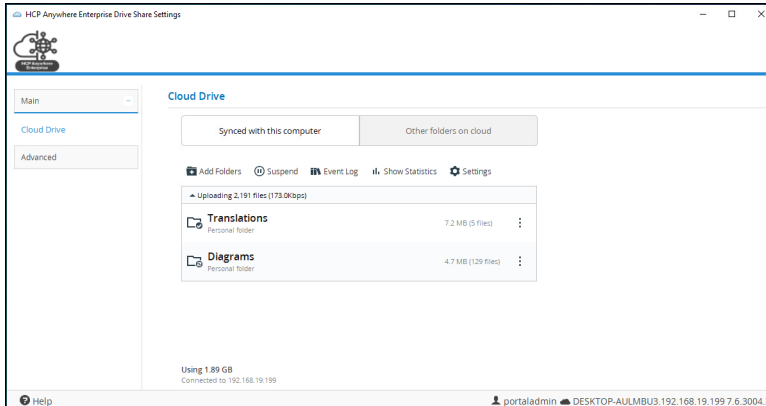 HCP Anywhere Enterprise Drive Share Settings
HCP Anywhere
Enterprise
Main
Cloud Drive
Advanced
Cloud Drive
Synced with this computer
Other folders on cloud
Add Folders Suspend Event Log Show Statistics Settings
Uploading 2,191 files (173.0Kbps)
Translations
Personal folder
7.2 MB (5 files)
Diagrams
Personal folder
4.7 MB (129 files)
Using 1.89 GB
Connected to 192.168.19.199
Help
portaladmin DESKTOP-AULMBU3.192.168.19.199 7.6.3004.